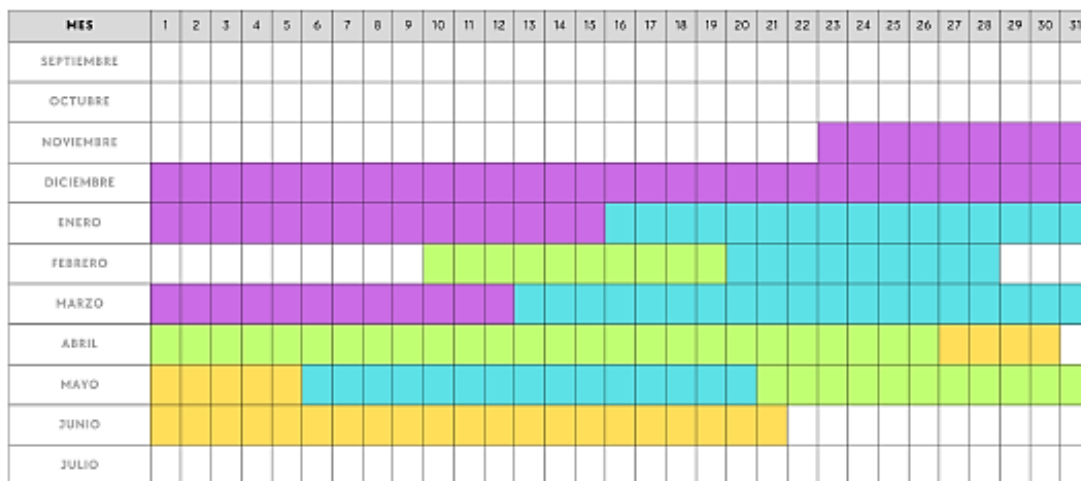 MES 1 2 3 4 5 6 7 8 9 10 11 12 13 14 15 16 17 18 19 20 21 22 23 24 25 26 27 28 29 30 31
SEPTIEMBRE
OCTUBRE
NOVIEMBRE
DICIEMBRE
ENERO
FEBRERO
MARZO
ABRIL
MAYO
JUNIO
JULIO